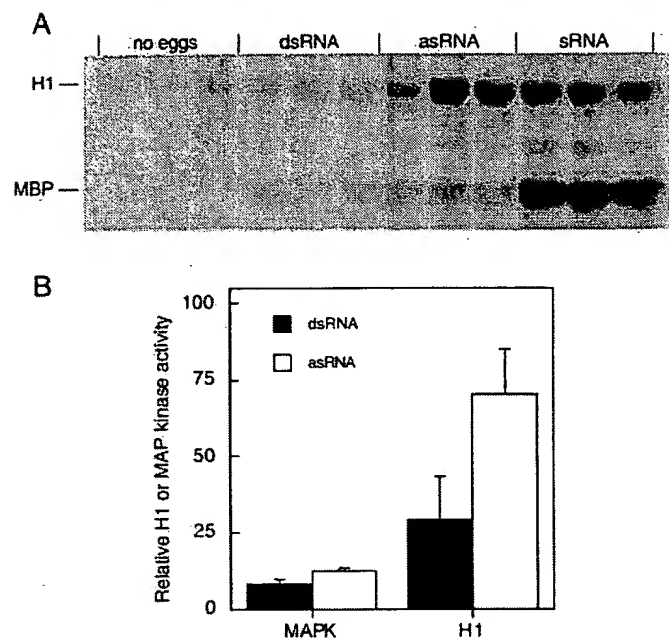 A
no eggs dsRNA asRNA sRNA
H1
MBP
B
Relative H1 or MAP kinase activity
100
75
50
25
0
dsRNA
asRNA
MAPK H1